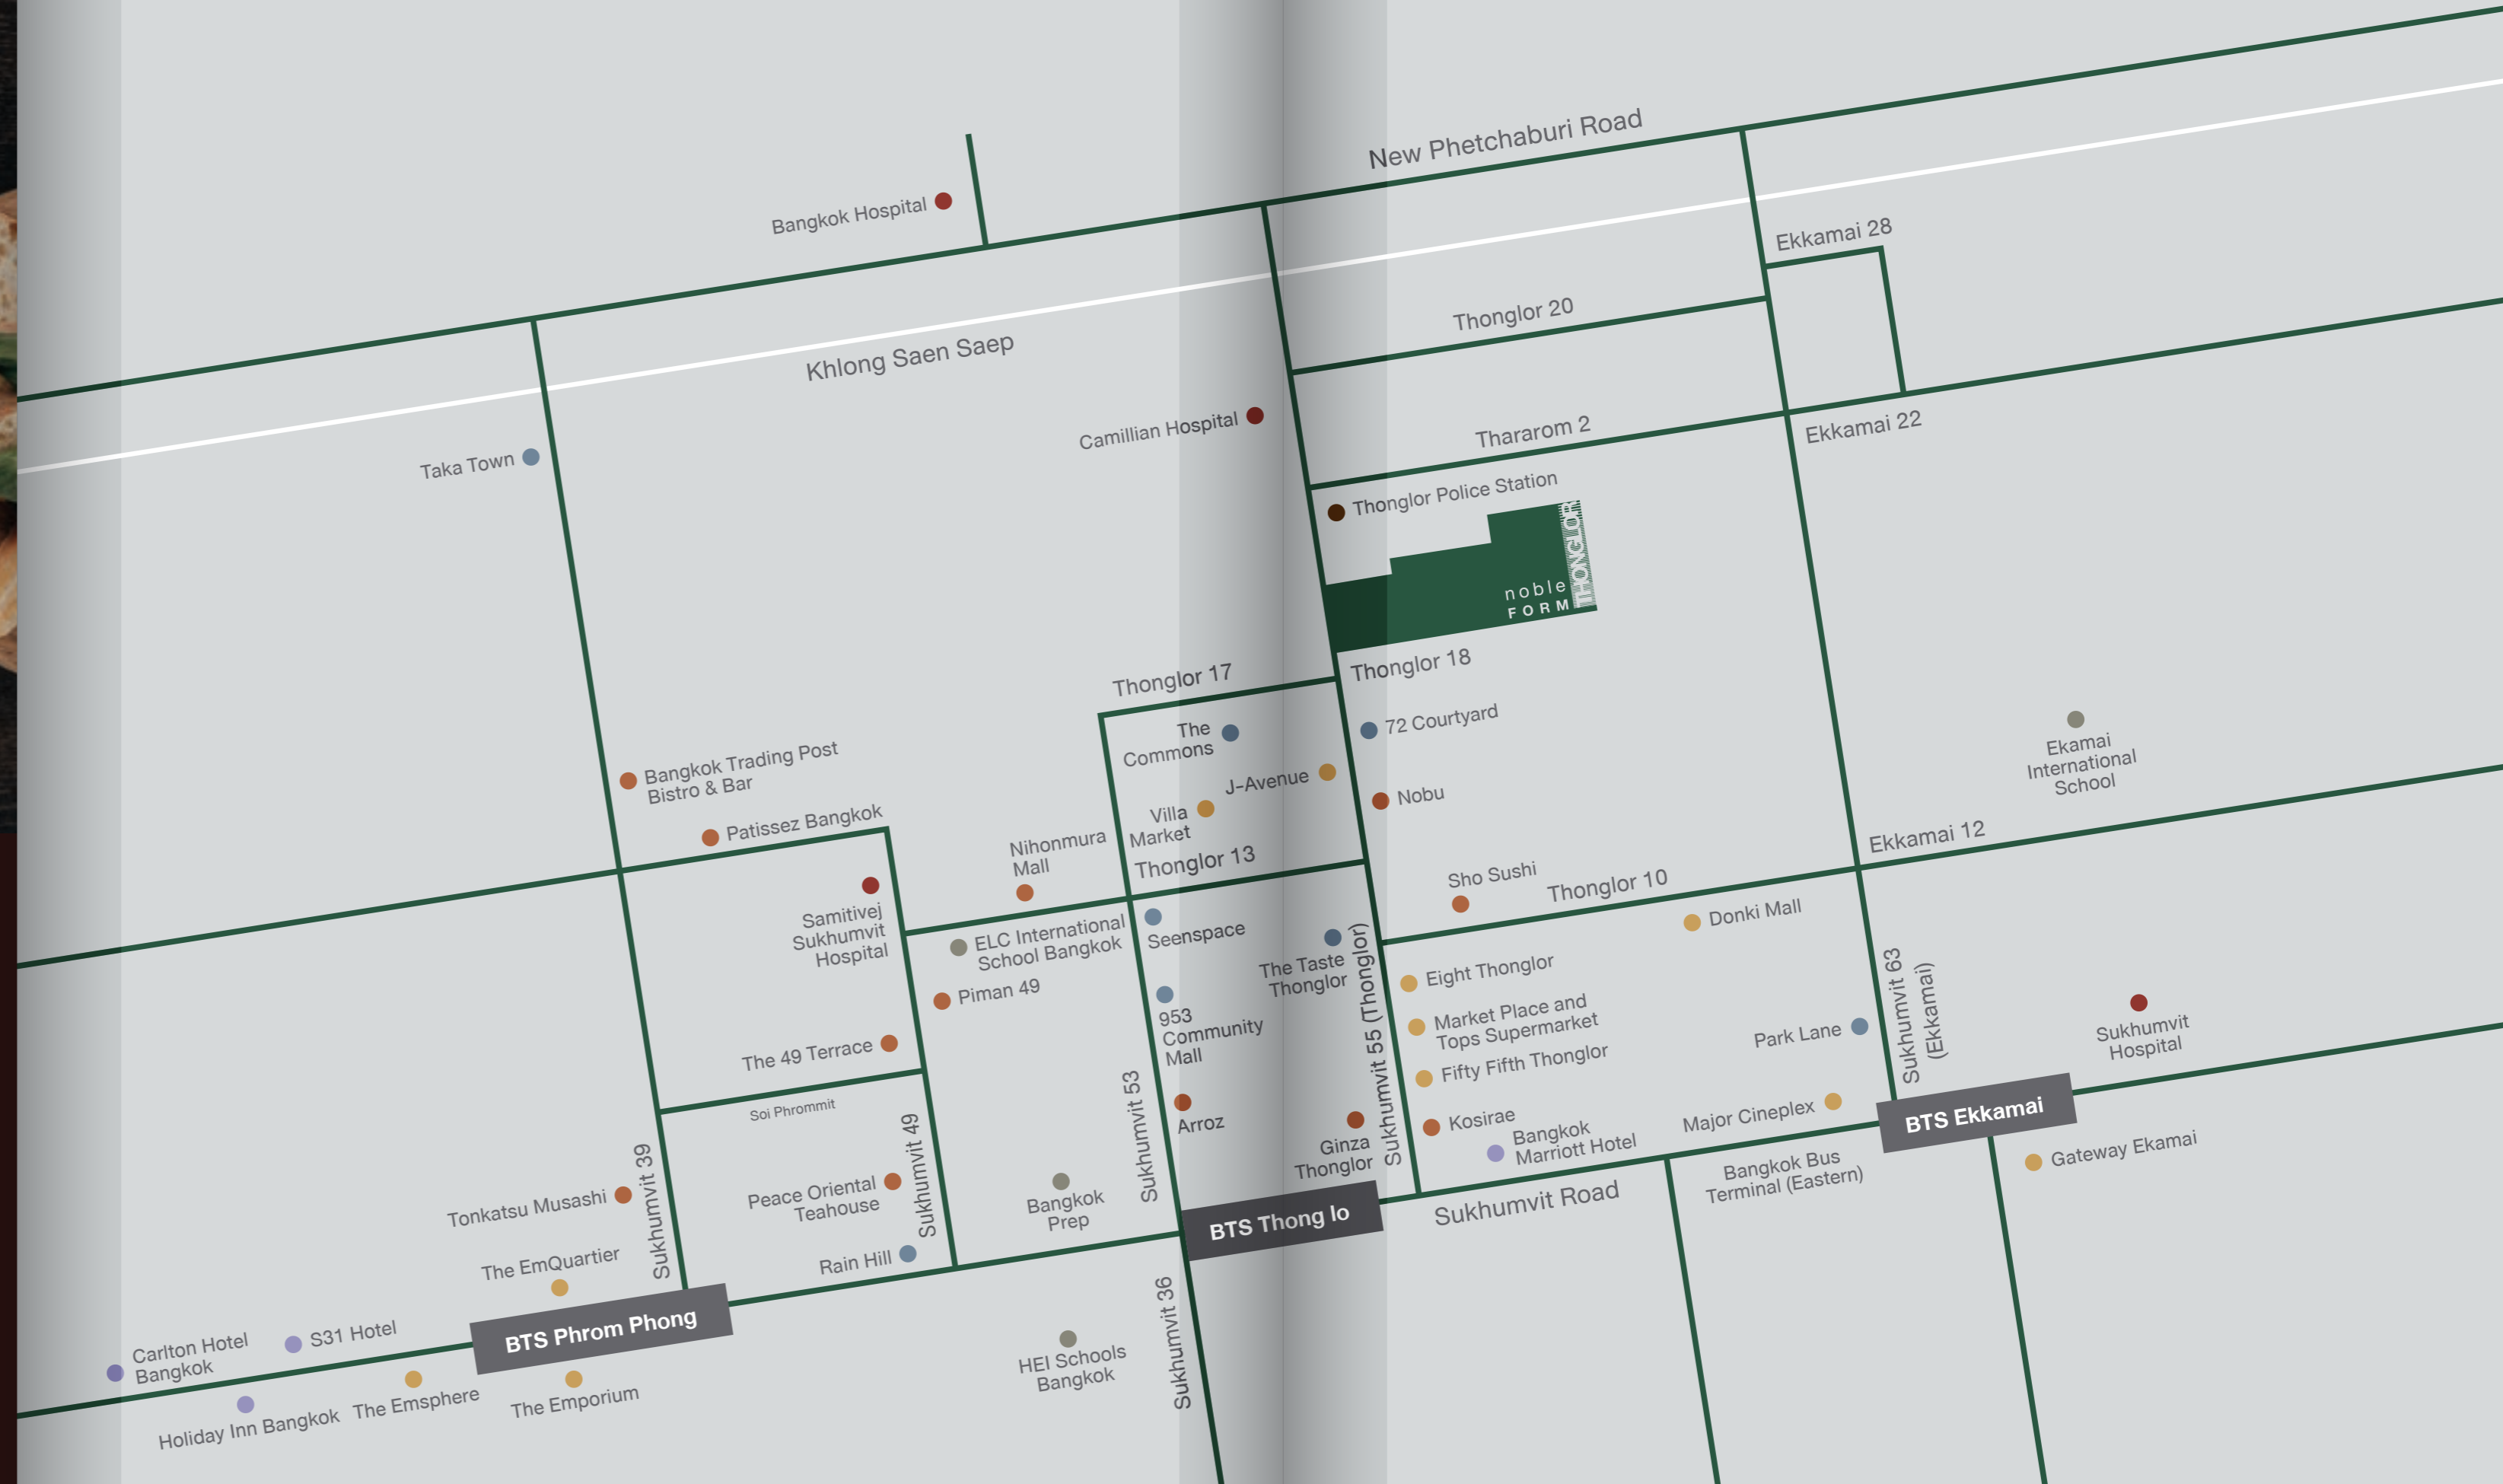 New Phetchaburi Road
Bangkok Hospital
Ekkamai 28
Thonglor 20
Khlong Saen Saep
Camillian Hospital
Thararom 2
Ekkamai 22
Taka Town
Thonglor Police Station
noble
FORM
THONGLOR
Thonglor 17
Thonglor 18
The
Commons
72 Courtyard
Ekamai
International
School
Bangkok Trading Post
Bistro & Bar
J-Avenue
Nobu
Villa
Market
Patissez Bangkok
Nihonmura
Mall
Thonglor 13
Ekkamai 12
Sho Sushi
Thonglor 10
Samitivej
Sukhumvit
Hospital
ELC International
School Bangkok
Seenspace
Donki Mall
The Taste
Thonglor
Eight Thonglor
Piman 49
953
Community
Mall
Market Place and
Tops Supermarket
Park Lane
Sukhumvit 63
(Ekkamai)
Sukhumvit
Hospital
The 49 Terrace
Fifty Fifth Thonglor
Sukhumvit 55 (Thonglor)
Soi Phrommit
Sukhumvit 53
Arroz
Ginza
Thonglor
Kosirae
Bangkok
Marriott Hotel
Major Cineplex
BTS Ekkamai
Gateway Ekamai
Bangkok Bus
Terminal (Eastern)
Sukhumvit 39
Sukhumvit 49
Tonkatsu Musashi
Peace Oriental
Teahouse
Bangkok
Prep
BTS Thong lo
Sukhumvit Road
The EmQuartier
Rain Hill
BTS Phrom Phong
Sukhumvit 36
HEI Schools
Bangkok
Carlton Hotel
Bangkok
S31 Hotel
Holiday Inn Bangkok
The Emsphere
The Emporium